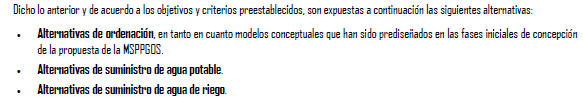 Dicho lo anterior y de acuerdo a los objetivos y criterios preestablecidos, son expuestas a continuación las siguientes alternativas:
• Alternativas de ordenación, en tanto en cuanto modelos conceptuales que han sido prediseñados en las fases iniciales de concepción
de la propuesta de la MSPPGOS.
• Alternativas de suministro de agua potable.
• Alternativas de suministro de agua de riego.